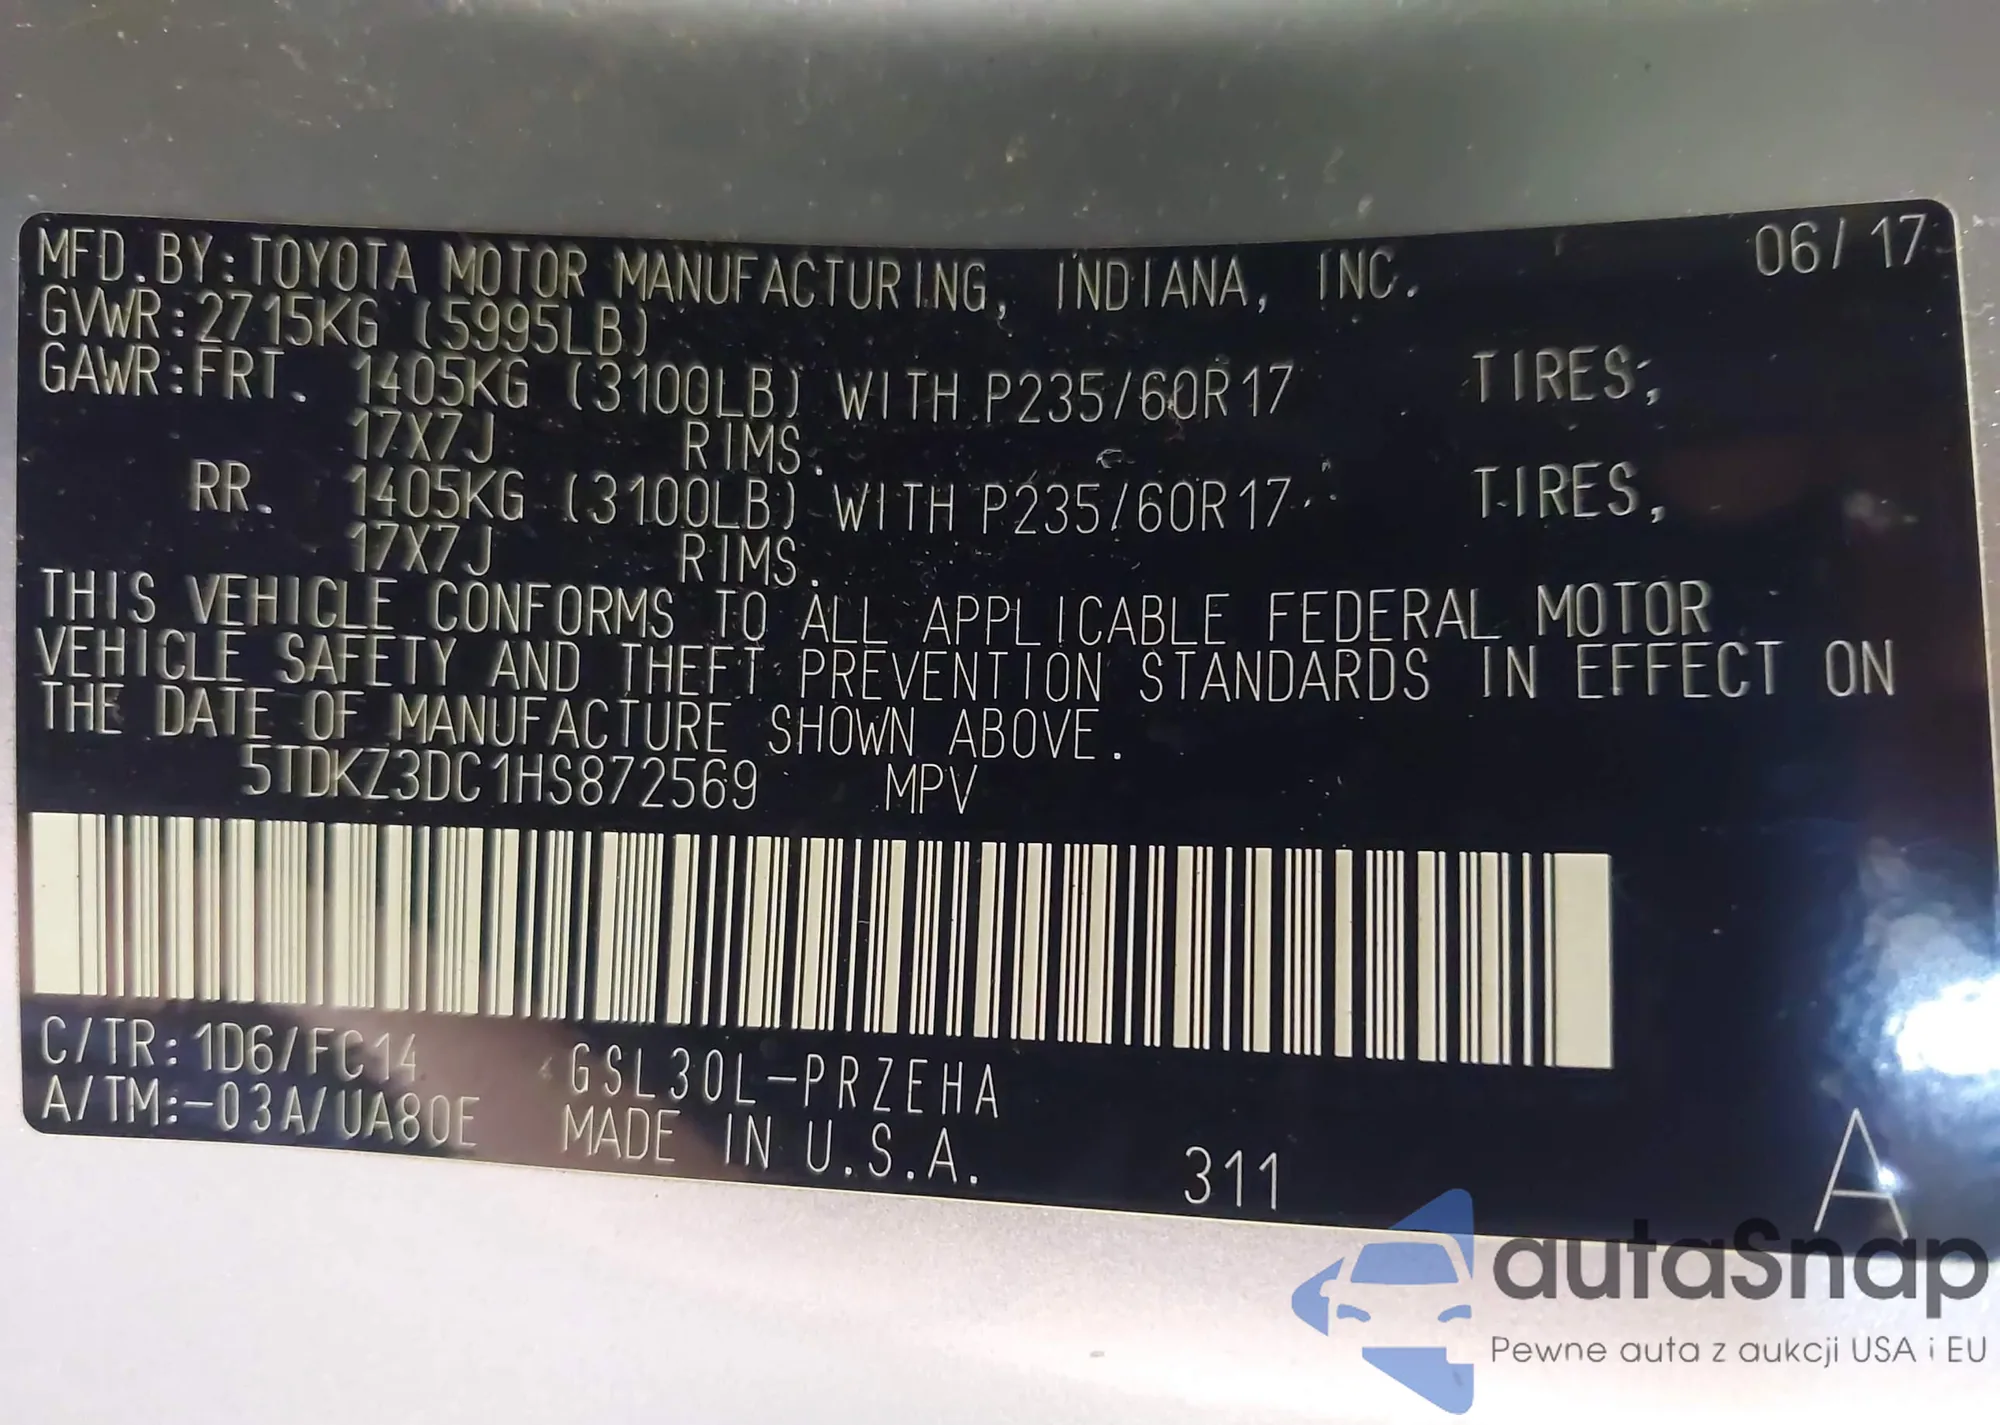 MFD.BY:TOYOTA MOTOR MANUFACTURING, INDIANA, INC. 06/17
GVWR:2715KG (5995LB)
GAWR:FRT. 1405KG (3100LB) WITH P235/60R17 TIRES,
17X7J RIMS.
RR. 1405KG (3100LB) WITH P235/60R17 TIRES,
17X7J RIMS.
THIS VEHICLE CONFORMS TO ALL APPLICABLE FEDERAL MOTOR
VEHICLE SAFETY AND THEFT PREVENTION STANDARDS IN EFFECT ON
THE DATE OF MANUFACTURE SHOWN ABOVE.
5TDKZ3DC1HS872569 MPV
C/TR:1D6/FC14 GSL30L-PRZEHA
A/TM:-03A/UA80E MADE IN U.S.A. 311 A
autaSnap
Pewne auta z aukcji USA i EU